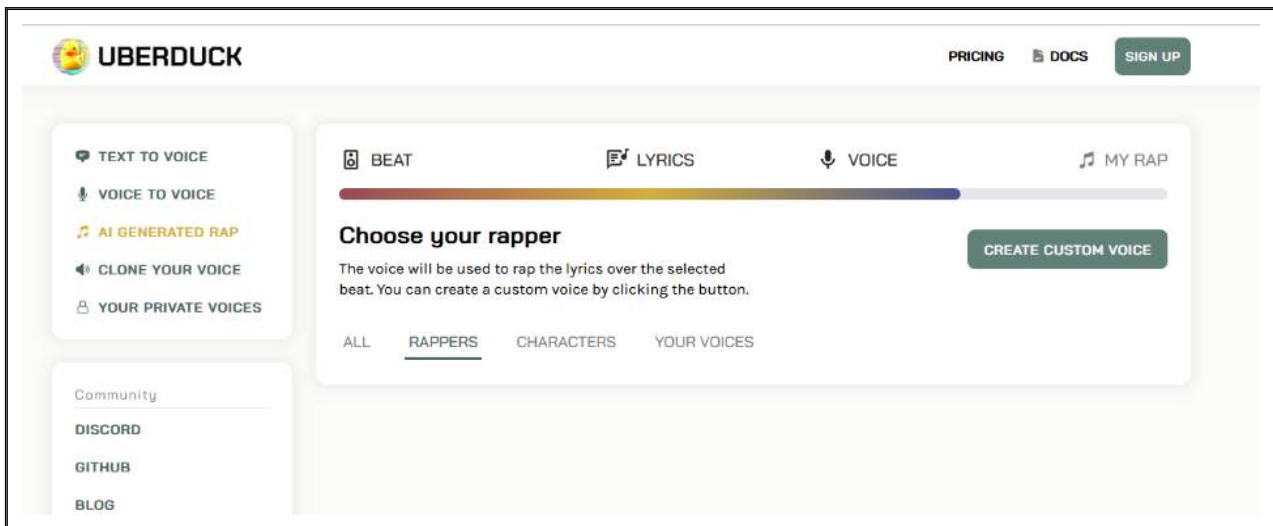 UBERDUCK
PRICING
DOCS
SIGN UP
TEXT TO VOICE
VOICE TO VOICE
AI GENERATED RAP
CLONE YOUR VOICE
YOUR PRIVATE VOICES
Community
DISCORD
GITHUB
BLOG
BEAT
LYRICS
VOICE
MY RAP
Choose your rapper
The voice will be used to rap the lyrics over the selected
beat. You can create a custom voice by clicking the button.
CREATE CUSTOM VOICE
ALL
RAPPERS
CHARACTERS
YOUR VOICES